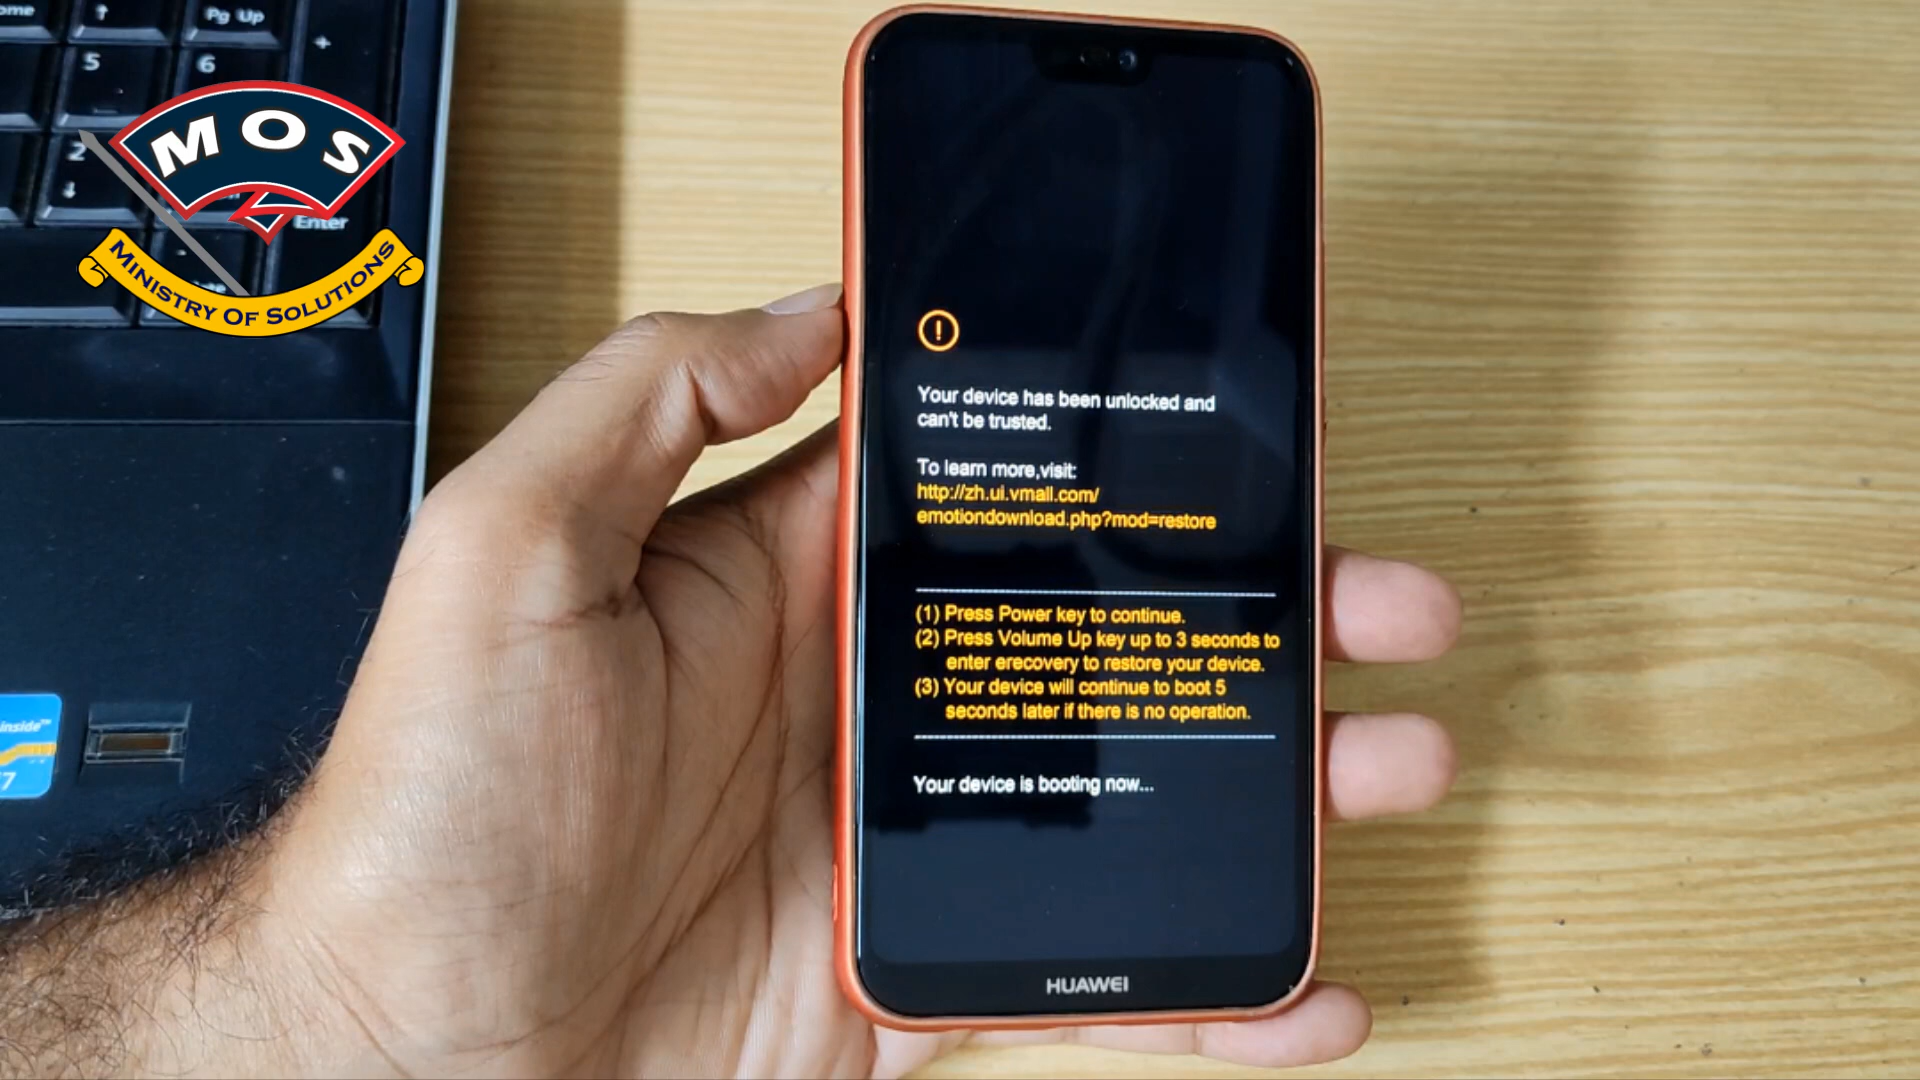 Pg Up
5
6
+
2
Enter
MOS
MINISTRY OF SOLUTIONS
inside™
Your device has been unlocked and
can't be trusted.
To learn more,visit:
http://zh.ui.vmall.com/
emotiondownload.php?mod=restore
(1) Press Power key to continue.
(2) Press Volume Up key up to 3 seconds to
enter erecovery to restore your device.
(3) Your device will continue to boot 5
seconds later if there is no operation.
Your device is booting now...
HUAWEI